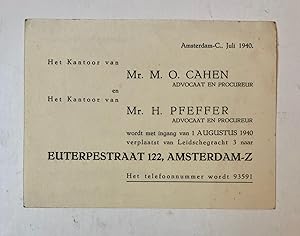 Amsterdam-C., Juli 1940.
Het Kantoor van
Mr. M. O. CAHEN
ADVOCAAT EN PROCUREUR
en
Het Kantoor van
Mr. H. PFEFFER
ADVOCAAT EN PROCUREUR
wordt met ingang van 1 AUGUSTUS 1940
verplaatst van Leidschegracht 3 naar
EUTERPESTRAAT 122, AMSTERDAM-Z
Het telefoonnummer wordt 93591